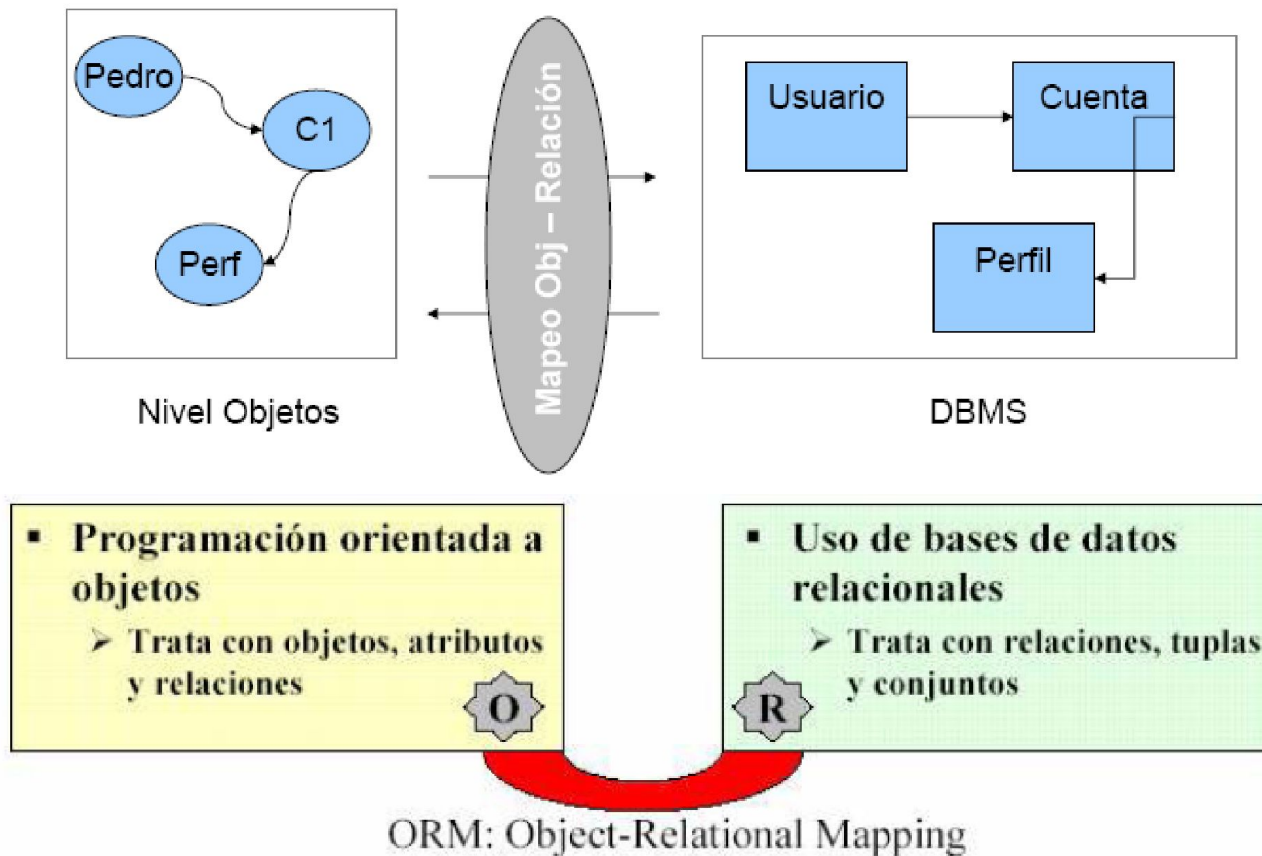 Pedro
C1
Perf
Nivel Objetos
Mapeo Obj – Relación
Usuario
Cuenta
Perfil
DBMS
▪ Programación orientada a
objetos
➢ Trata con objetos, atributos
y relaciones
O
▪ Uso de bases de datos
relacionales
➢ Trata con relaciones, tuplas
y conjuntos
R
ORM: Object-Relational Mapping